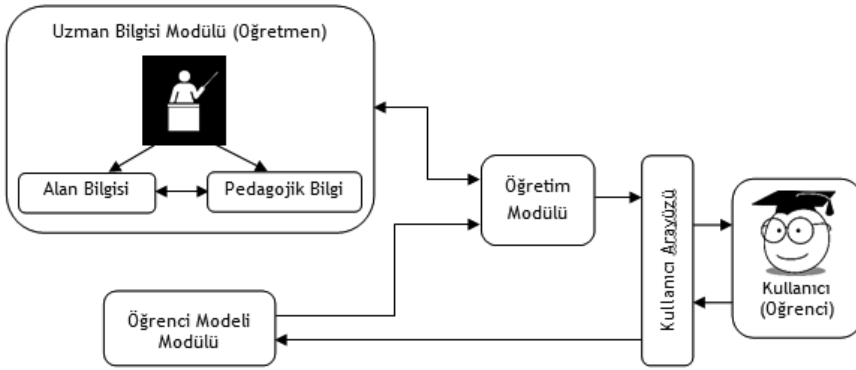 Uzman Bilgisi Modülü (Öğretmen)
Alan Bilgisi
Pedagojik Bilgi
Öğretim
Modülü
Kullanıcı Arayüzü
Kullanıcı
(Öğrenci)
Öğrenci Modeli
Modülü